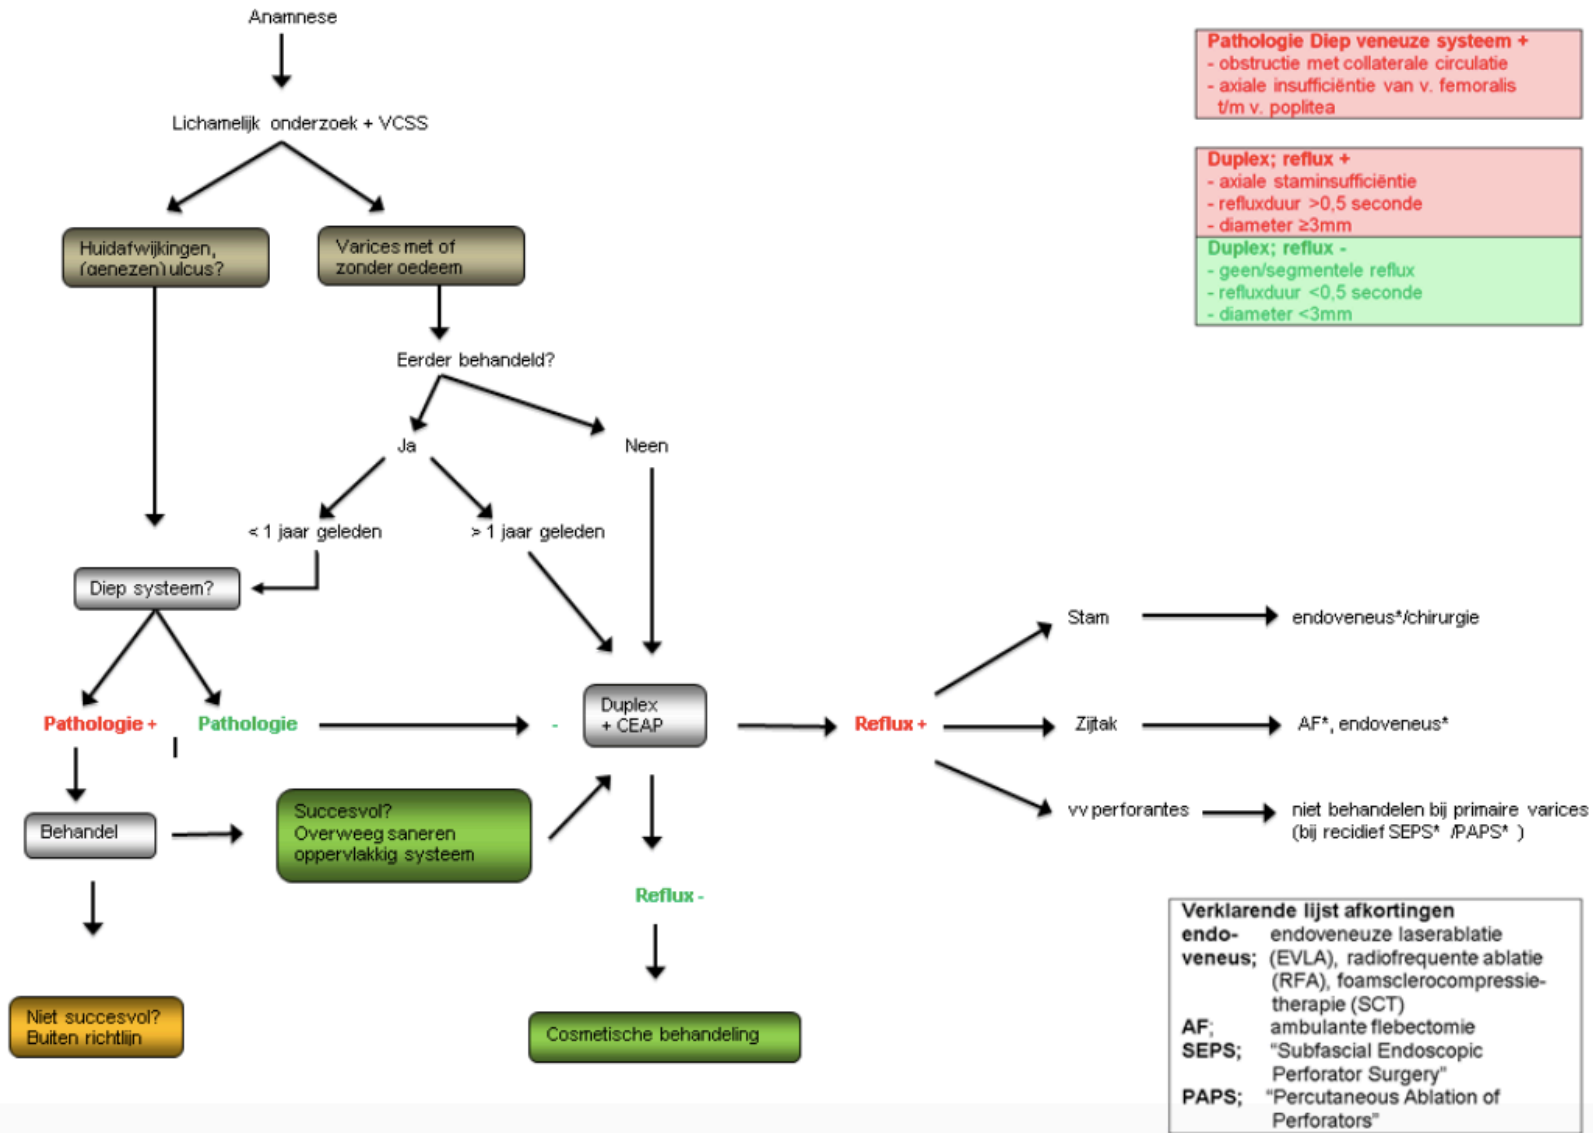 Anamnese
Lichamelijk onderzoek + VCSS
Huidafwijkingen,
(genezen) ulcus?
Varices met of
zonder oedeem
Eerder behandeld?
Ja
Neen
< 1 jaar geleden
> 1 jaar geleden
Diep systeem?
Pathologie +
Pathologie
-
Duplex
+ CEAP
Reflux +
Stam
endoveneus*/chirurgie
Zijtak
AF*, endoveneus*
vv perforantes
niet behandelen bij primaire varices
(bij recidief SEPS* /PAPS* )
Behandel
Succesvol?
Overweeg saneren
oppervlakkig systeem
Reflux -
Niet succesvol?
Buiten richtlijn
Cosmetische behandeling
Pathologie Diep veneuze systeem +
- obstructie met collaterale circulatie
- axiale insufficiëntie van v. femoralis
t/m v. poplitea
Duplex; reflux +
- axiale staminsufficiëntie
- refluxduur >0,5 seconde
- diameter ≥3mm
Duplex; reflux -
- geen/segmentele reflux
- refluxduur <0,5 seconde
- diameter <3mm
Verklarende lijst afkortingen
endo- endoveneuze laserablatie
veneus; (EVLA), radiofrequente ablatie
(RFA), foamsclerocompressie-
therapie (SCT)
AF; ambulante flebectomie
SEPS; "Subfascial Endoscopic
Perforator Surgery"
PAPS; "Percutaneous Ablation of
Perforators"